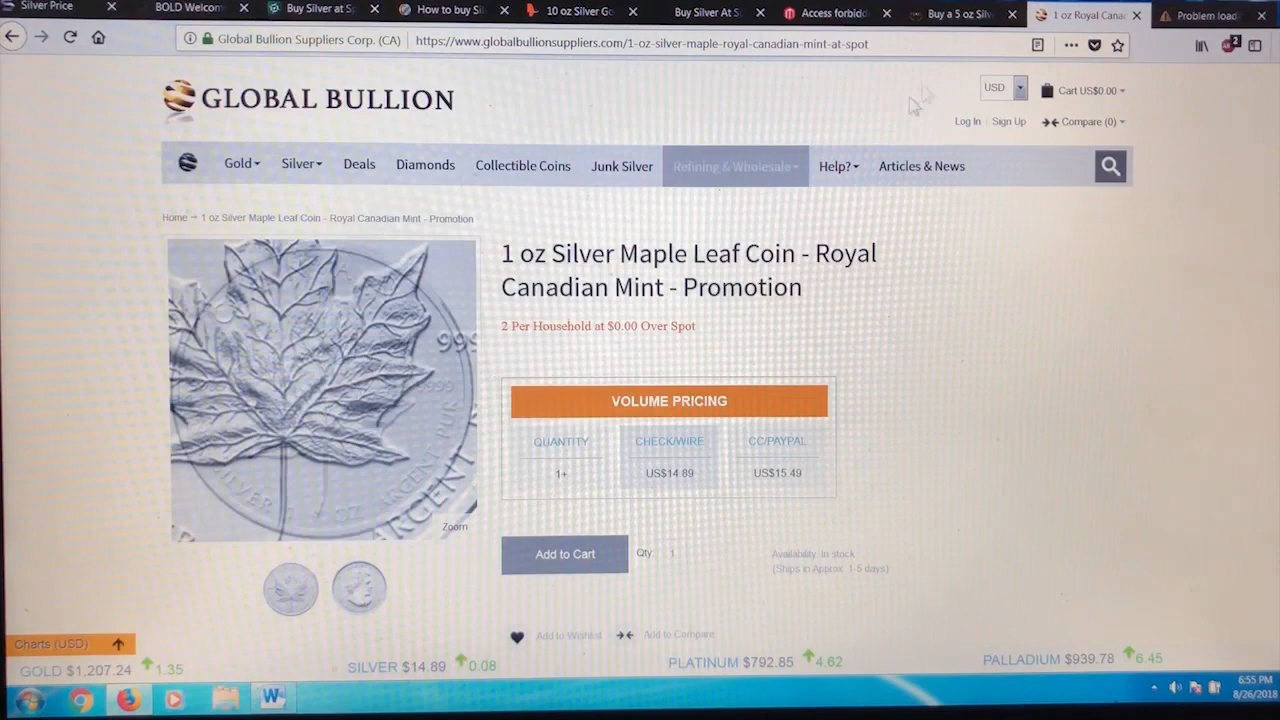 Silver Price
BOLD Welcom
Buy Silver at S
How to buy Si
10 oz Silver Go
Buy Silver At S
Access forbidd
Buy a 5 oz Silv
1 oz Royal Cana
Problem load
Global Bullion Suppliers Corp. (CA)
https://www.globalbullionsuppliers.com/1-oz-silver-maple-royal-canadian-mint-at-spot
2
GLOBAL BULLION
USD
Cart US$0.00
Log In
Sign Up
Compare (0)
Gold
Silver
Deals
Diamonds
Collectible Coins
Junk Silver
Refining & Wholesale
Help?
Articles & News
Home → 1 oz Silver Maple Leaf Coin - Royal Canadian Mint - Promotion
1 oz Silver Maple Leaf Coin - Royal
Canadian Mint - Promotion
2 Per Household at $0.00 Over Spot
VOLUME PRICING
QUANTITY CHECK/WIRE CC/PAYPAL
1+ US$14.89 US$15.49
Zoom
Add to Cart
Qty: 1
Availability: In stock
(Ships in Approx. 1-5 days)
Add to Wishlist
Add to Compare
Charts (USD)
GOLD $1,207.24 1.35
SILVER $14.89 0.08
PLATINUM $792.85 4.62
PALLADIUM $939.78 6.45
6:55 PM
8/26/2018